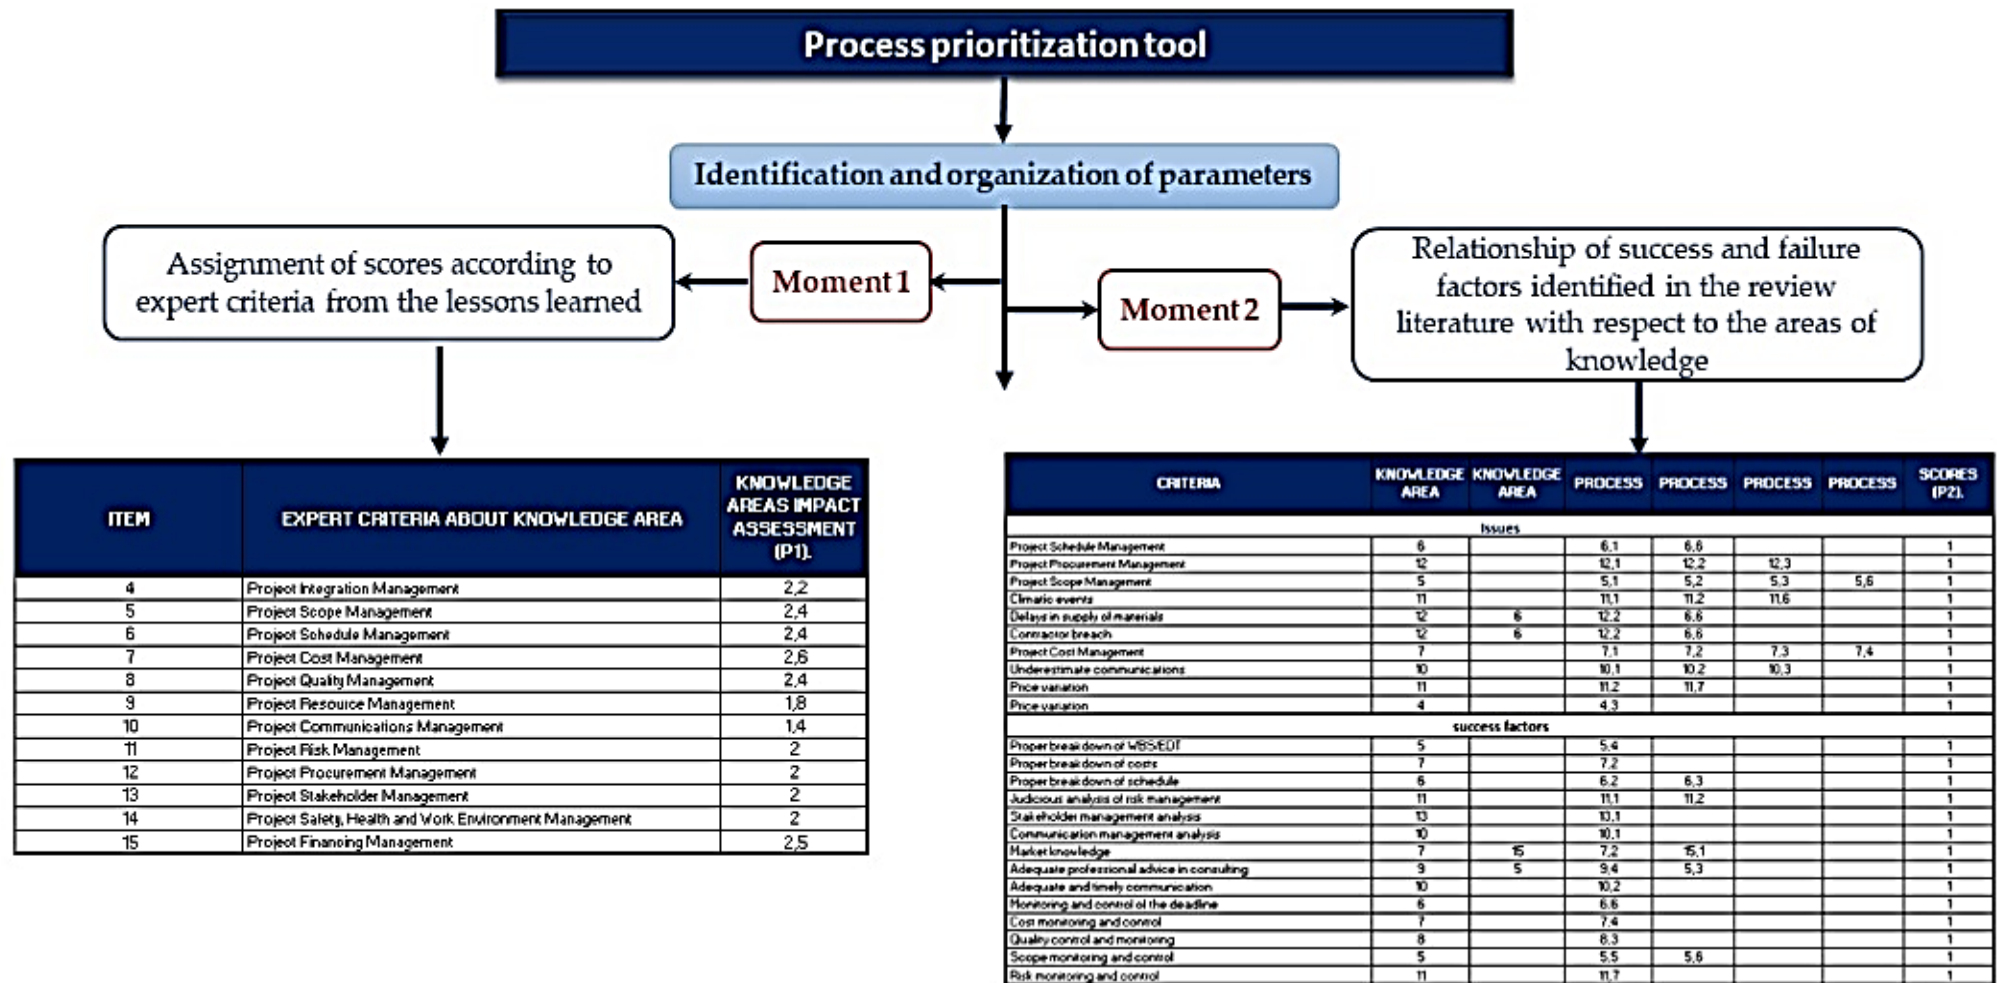 Process prioritization tool
Identification and organization of parameters
Assignment of scores according to
expert criteria from the lessons learned
Moment 1
Moment 2
Relationship of success and failure
factors identified in the review
literature with respect to the areas of
knowledge
ITEM EXPERT CRITERIA ABOUT KNOWLEDGE AREA KNOWLEDGE AREAS IMPACT ASSESSMENT (P1).
4 Project Integration Management 2,2
5 Project Scope Management 2,4
6 Project Schedule Management 2,4
7 Project Cost Management 2,6
8 Project Quality Management 2,4
9 Project Resource Management 1,8
10 Project Communications Management 1,4
11 Project Risk Management 2
12 Project Procurement Management 2
13 Project Stakeholder Management 2
14 Project Safety, Health and Work Environment Management 2
15 Project Financing Management 2,5
CRITERIA KNOWLEDGE AREA KNOWLEDGE AREA PROCESS PROCESS PROCESS PROCESS SCORES (P2).
Issues
Project Schedule Management 6 6,1 6,6 1
Project Procurement Management 12 12,1 12,2 12,3 1
Project Scope Management 5 5,1 5,2 5,3 5,6 1
Climatic events 11 11,1 11,2 11,6 1
Delays in supply of materials 12 6 12,2 6,6 1
Contractor breach 12 6 12,2 6,6 1
Project Cost Management 7 7,1 7,2 7,3 7,4 1
Underestimate communications 10 10,1 10,2 10,3 1
Price variation 11 11,2 11,7 1
Price variation 4 4,3 1
success factors
Proper breakdown of WBS/EDT 5 5,4 1
Proper breakdown of costs 7 7,2 1
Proper breakdown of schedule 6 6,2 6,3 1
Judicious analysis of risk management 11 11,1 11,2 1
Stakeholder management analysis 13 13,1 1
Communication management analysis 10 10,1 1
Market knowledge 7 15 7,2 15,1 1
Adequate professional advice in consulting 9 5 9,4 5,3 1
Adequate and timely communication 10 10,2 1
Monitoring and control of the deadline 6 6,6 1
Cost monitoring and control 7 7,4 1
Quality control and monitoring 8 8,3 1
Scope monitoring and control 5 5,5 5,6 1
Risk monitoring and control 11 11,7 1